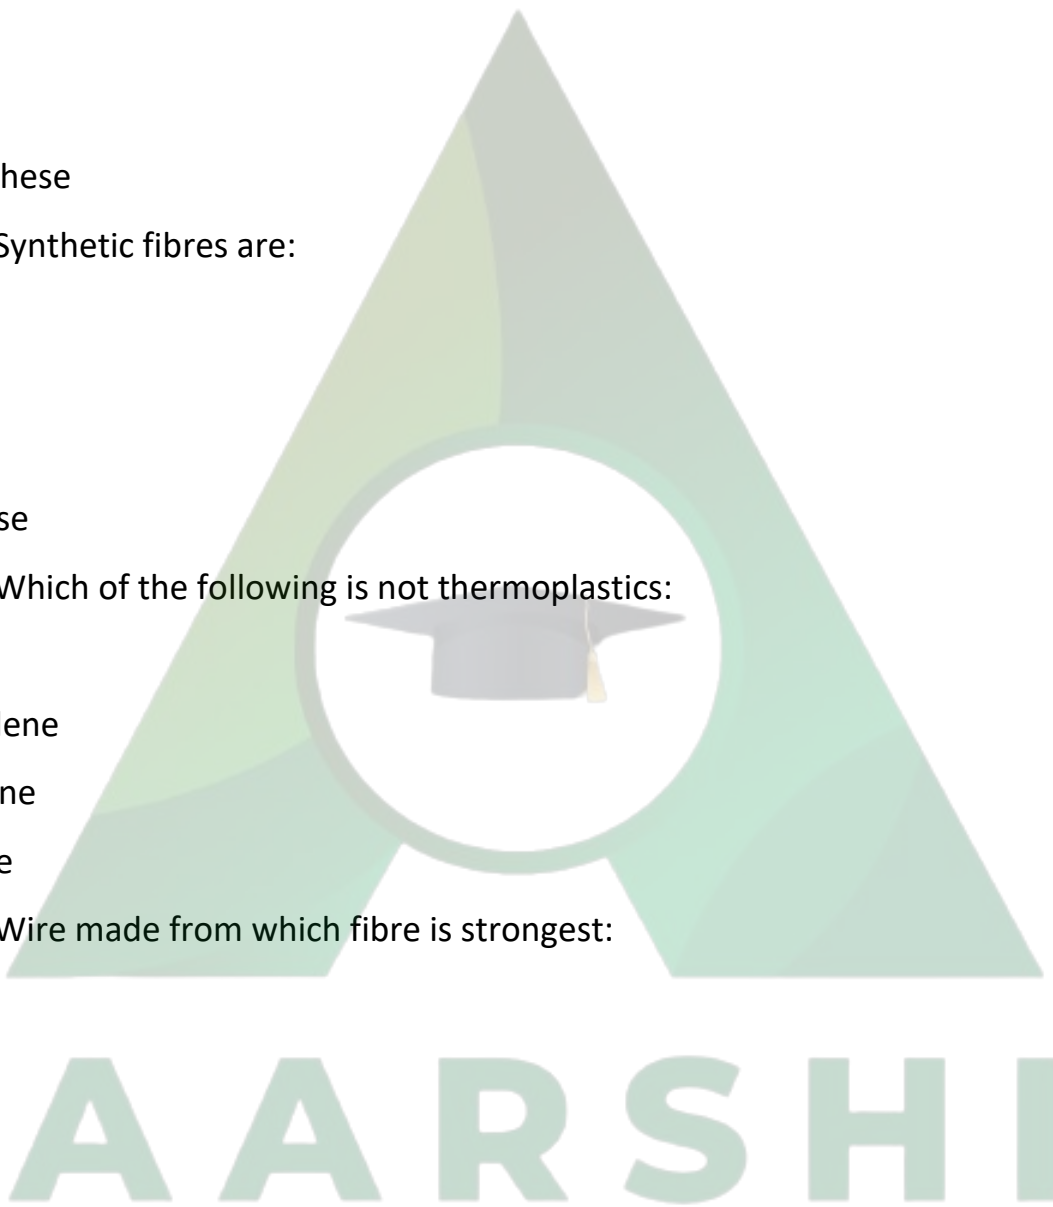 hese
Synthetic fibres are:
se
Which of the following is not thermoplastics:
lene
ne
e
Wire made from which fibre is strongest:
AARSHI